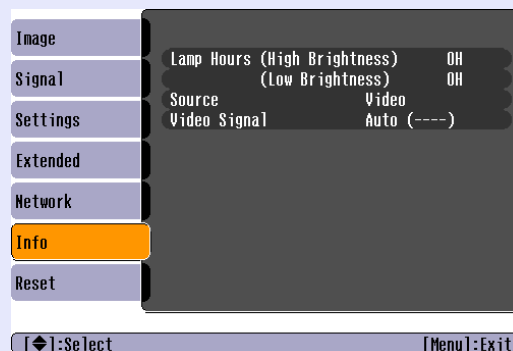 Image
Signal
Settings
Extended
Network
Info
Reset
Lamp Hours (High Brightness) 0H
(Low Brightness) 0H
Source Video
Video Signal Auto (----)
[◆]:Select [Menu]:Exit